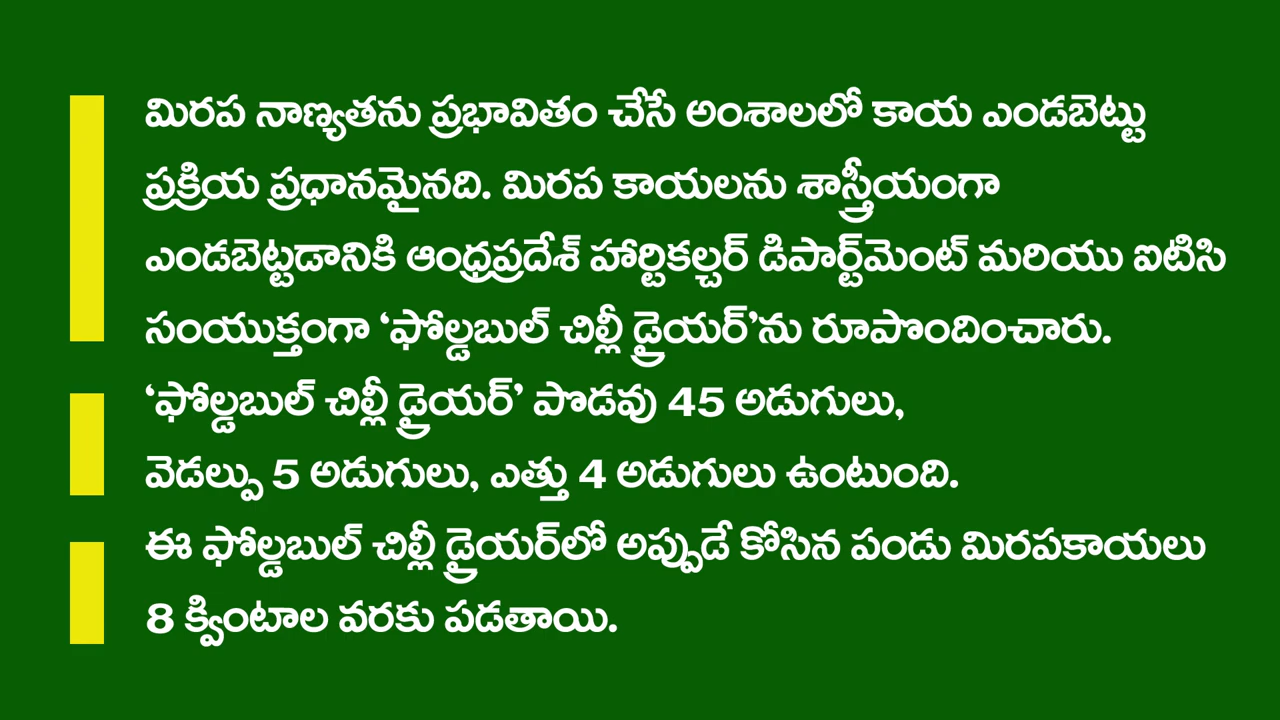 మిరప నాణ్యతను ప్రభావితం చేసే అంశాలలో కాయ ఎండబెట్టు
ప్రక్రియ ప్రధానమైనది. మిరప కాయలను శాస్త్రీయంగా
ఎండబెట్టడానికి ఆంధ్రప్రదేశ్ హార్టికల్చర్ డిపార్ట్‌మెంట్ మరియు ఐటిసి
సంయుక్తంగా ‘ఫోల్డబుల్ చిల్లీ డ్రైయర్’ను రూపొందించారు.
‘ఫోల్డబుల్ చిల్లీ డ్రైయర్’ పొడవు 45 అడుగులు,
వెడల్పు 5 అడుగులు, ఎత్తు 4 అడుగులు ఉంటుంది.
ఈ ఫోల్డబుల్ చిల్లీ డ్రైయర్‌లో అప్పుడే కోసిన పండు మిరపకాయలు
8 క్వింటాల వరకు పడతాయి.